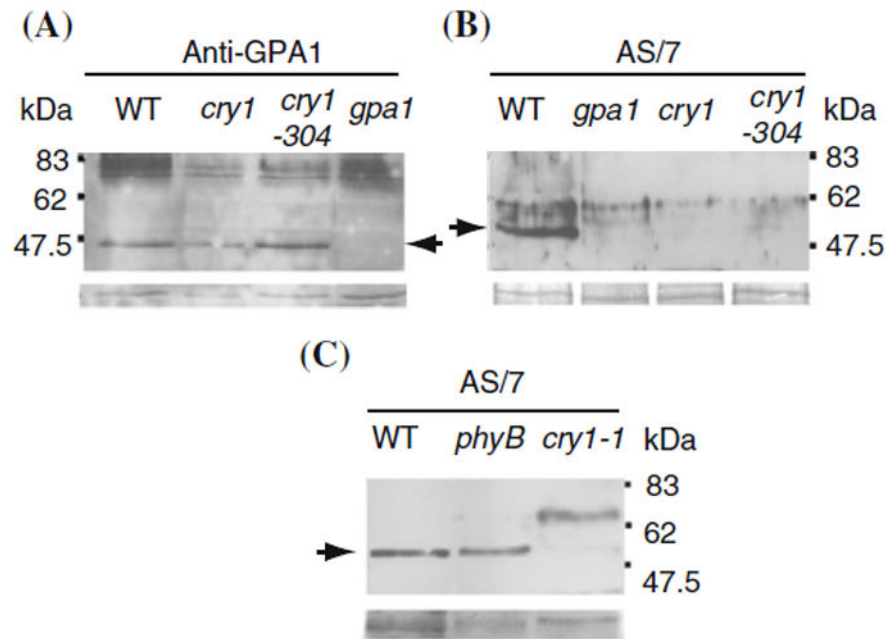 (A)
Anti-GPA1
kDa WT cry1 cry1 -304 gpa1
83
62
47.5
(B)
AS/7
WT gpa1 cry1 cry1 -304 kDa
83
62
47.5
(C)
AS/7
WT phyB cry1-1 kDa
83
62
47.5